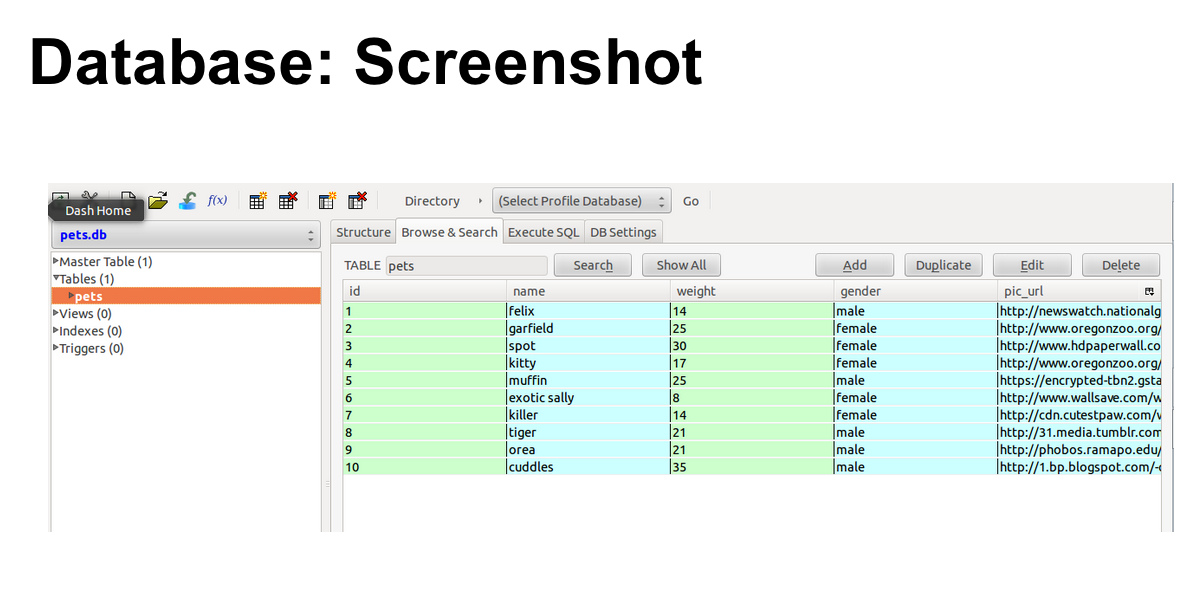 Database: Screenshot
f(x)
Directory
(Select Profile Database)
Go
Dash Home
pets.db
Structure
Browse & Search
Execute SQL
DB Settings
Master Table (1)
Tables (1)
pets
Views (0)
Indexes (0)
Triggers (0)
TABLE pets Search Show All Add Duplicate Edit Delete
id name weight gender pic_url
1 felix 14 male http://newswatch.nationalg
2 garfield 25 female http://www.oregonzoo.org/
3 spot 30 female http://www.hdpaperwall.co
4 kitty 17 female http://www.oregonzoo.org/
5 muffin 25 male https://encrypted-tbn2.gsta
6 exotic sally 8 female http://www.wallsave.com/w
7 killer 14 female http://cdn.cutestpaw.com/v
8 tiger 21 male http://31.media.tumblr.com
9 orea 21 male http://phobos.ramapo.edu/
10 cuddles 35 male http://1.bp.blogspot.com/-